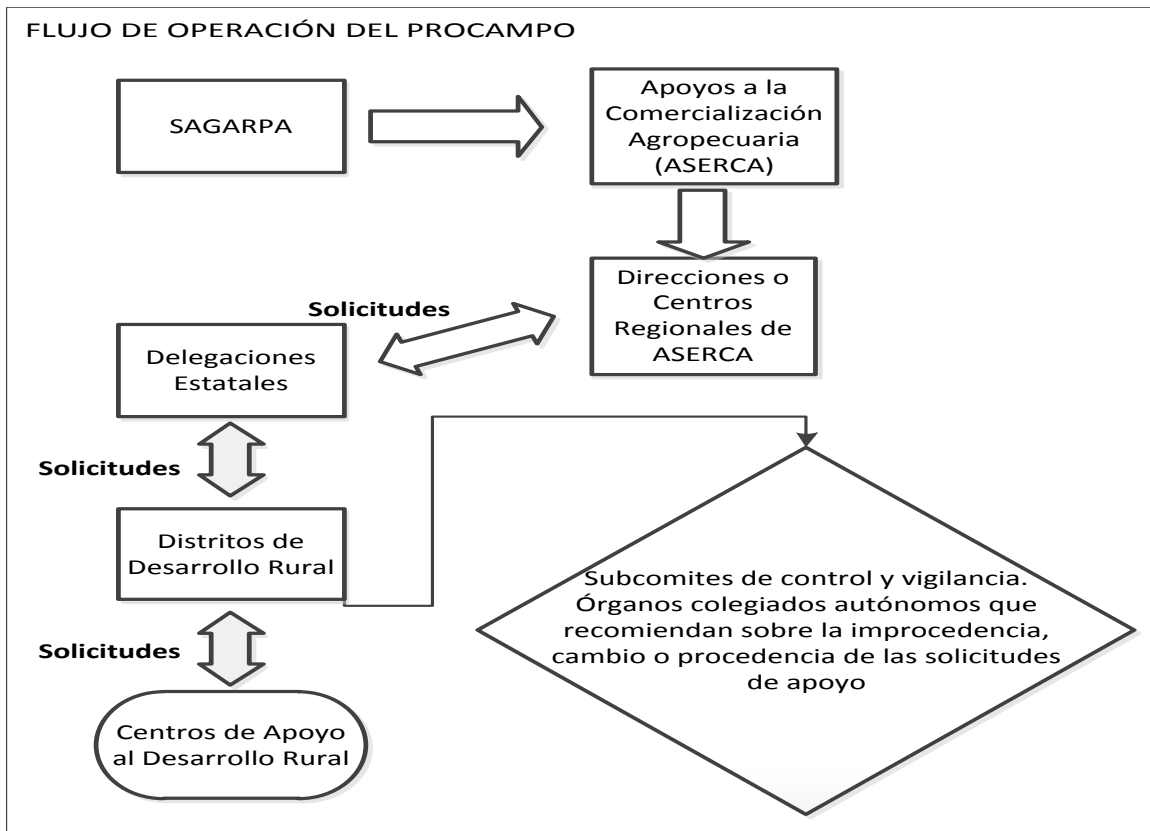 FLUJO DE OPERACIÓN DEL PROCAMPO
SAGARPA
Apoyos a la
Comercialización
Agropecuaria
(ASERCA)
Direcciones o
Centros
Regionales de
ASERCA
Solicitudes
Delegaciones
Estatales
Solicitudes
Distritos de
Desarrollo Rural
Subcomites de control y vigilancia.
Órganos colegiados autónomos que
recomiendan sobre la improcedencia,
cambio o procedencia de las solicitudes
de apoyo
Solicitudes
Centros de Apoyo
al Desarrollo Rural